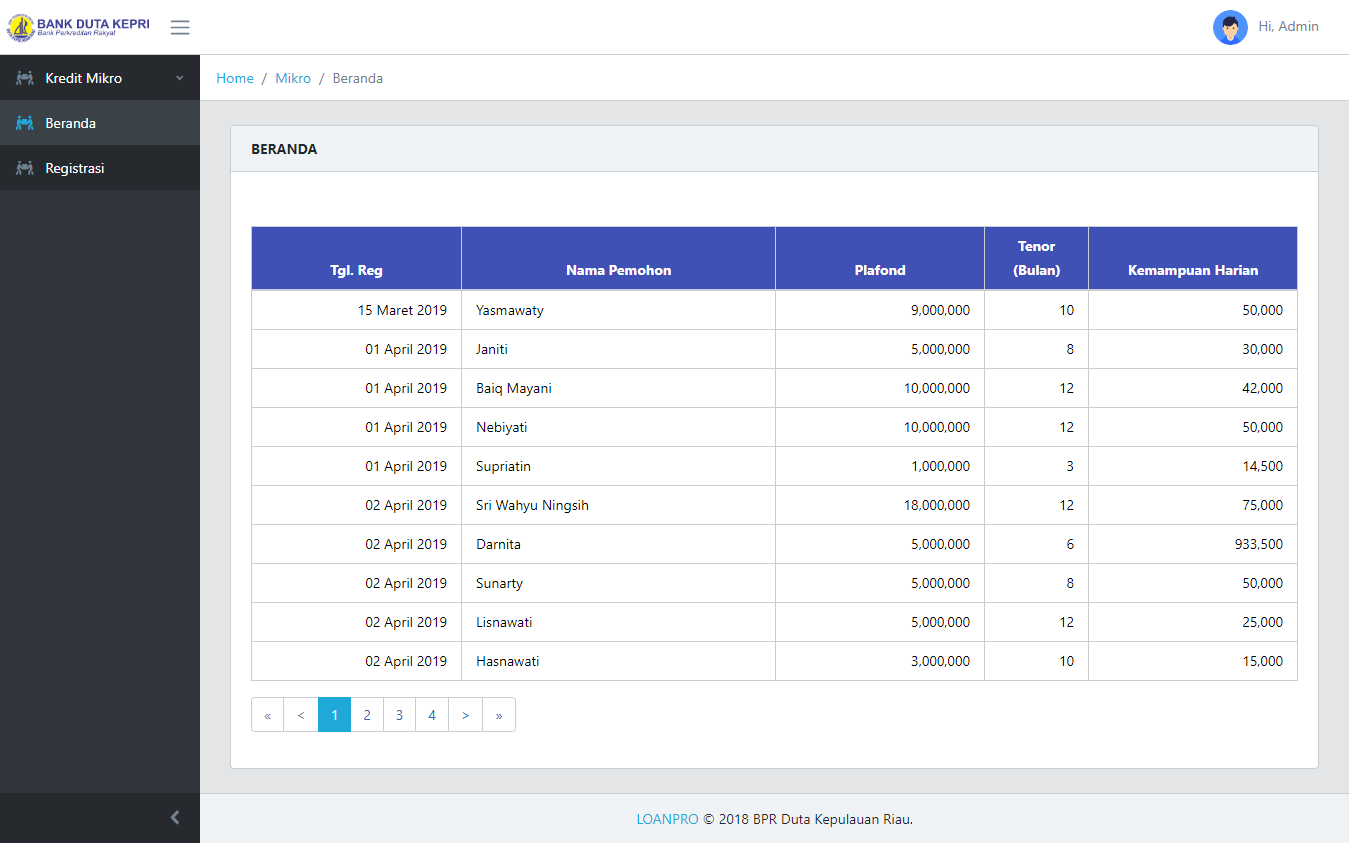 BANK DUTA KEPRI
Bank Perkreditan Rakyat
Hi, Admin
Kredit Mikro
Beranda
Registrasi
Home / Mikro / Beranda
BERANDA
Tgl. Reg Nama Pemohon Plafond Tenor (Bulan) Kemampuan Harian
15 Maret 2019 Yasmawaty 9,000,000 10 50,000
01 April 2019 Janiti 5,000,000 8 30,000
01 April 2019 Baiq Mayani 10,000,000 12 42,000
01 April 2019 Nebiyati 10,000,000 12 50,000
01 April 2019 Supriatin 1,000,000 3 14,500
02 April 2019 Sri Wahyu Ningsih 18,000,000 12 75,000
02 April 2019 Darnita 5,000,000 6 933,500
02 April 2019 Sunarty 5,000,000 8 50,000
02 April 2019 Lisnawati 5,000,000 12 25,000
02 April 2019 Hasnawati 3,000,000 10 15,000
« < 1 2 3 4 > »
LOANPRO © 2018 BPR Duta Kepulauan Riau.